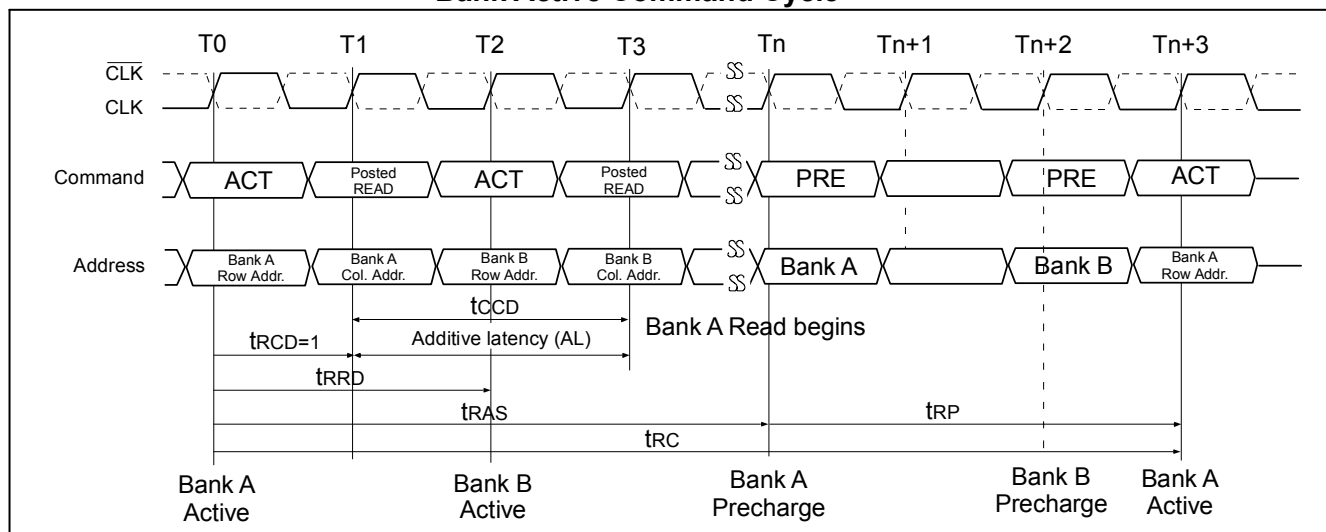 Bank Active Command Cycle
T0 T1 T2 T3 Tn Tn+1 Tn+2 Tn+3
CLK
CLK
Command ACT Posted READ ACT Posted READ PRE PRE ACT
Address Bank A Row Addr. Bank A Col. Addr. Bank B Row Addr. Bank B Col. Addr. Bank A Bank B Bank A Row Addr.
tCCD
Bank A Read begins
tRCD=1 Additive latency (AL)
tRRD
tRAS tRP
tRC
Bank A Active Bank B Active Bank A Precharge Bank B Precharge Bank A Active